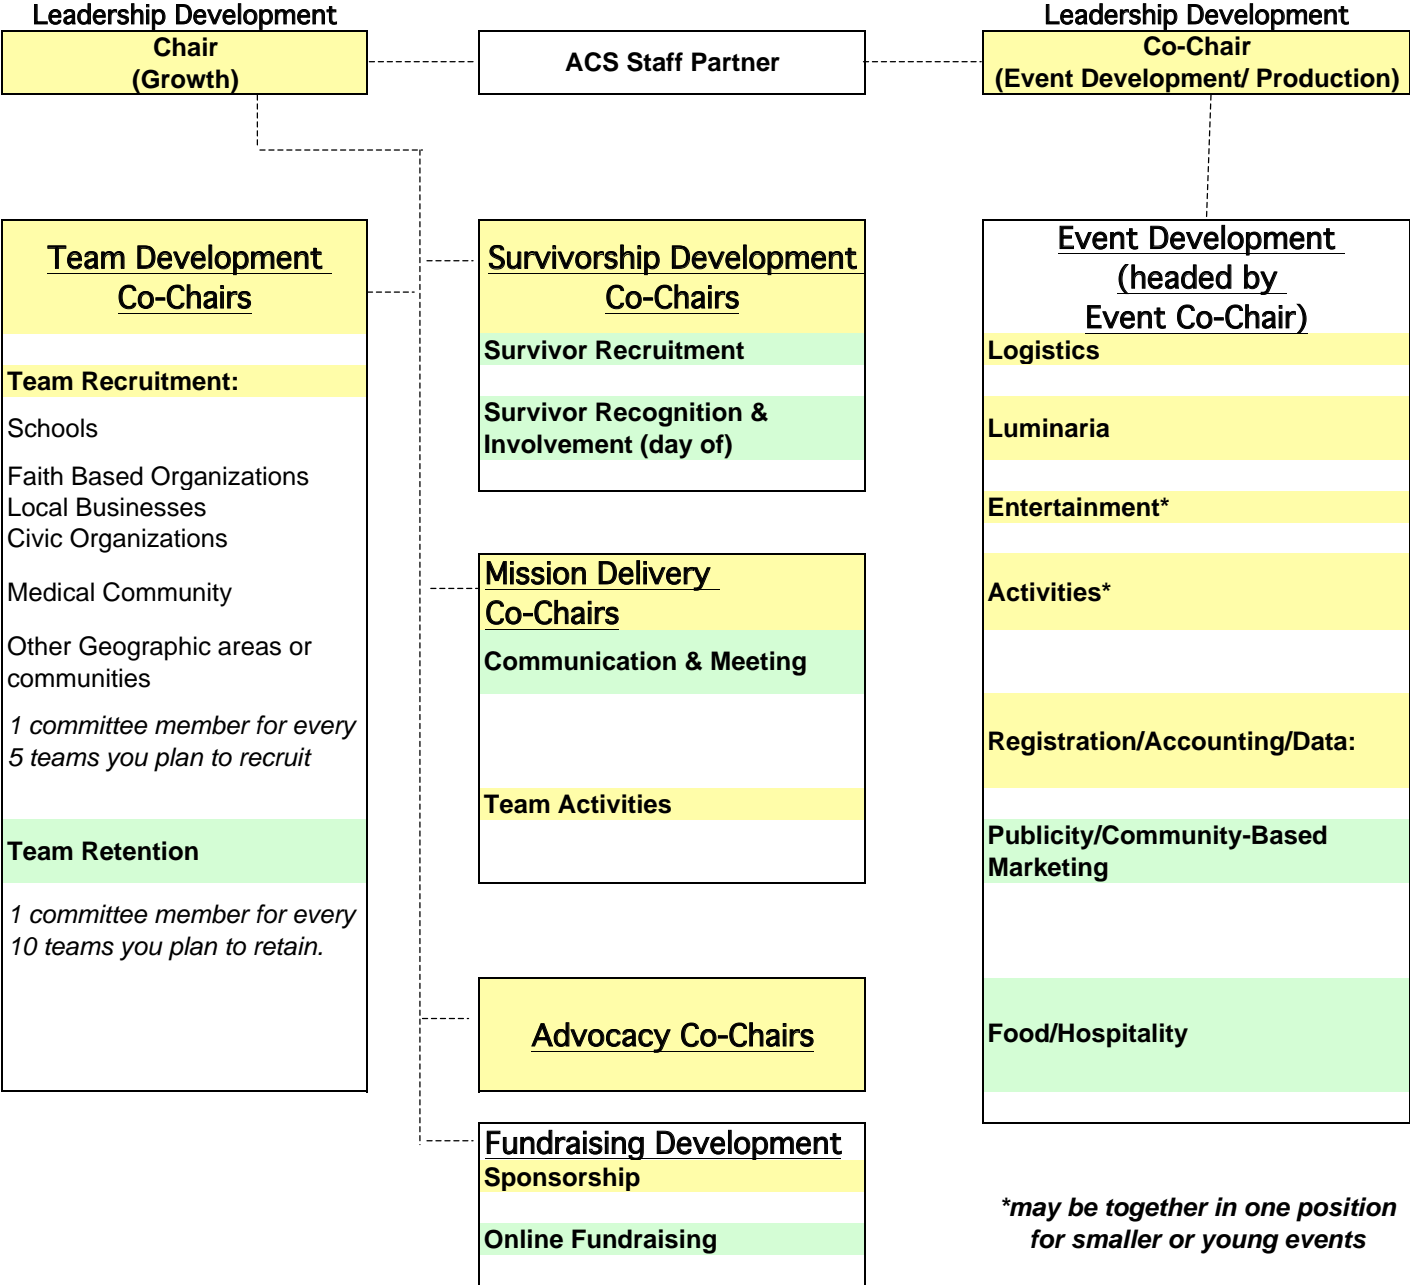 Leadership Development
Chair
(Growth)
ACS Staff Partner
Leadership Development
Co-Chair
(Event Development/ Production)
Team Development
Co-Chairs
Team Recruitment:
Schools
Faith Based Organizations
Local Businesses
Civic Organizations
Medical Community
Other Geographic areas or
communities
1 committee member for every
5 teams you plan to recruit
Team Retention
1 committee member for every
10 teams you plan to retain.
Survivorship Development
Co-Chairs
Survivor Recruitment
Survivor Recognition &
Involvement (day of)
Mission Delivery
Co-Chairs
Communication & Meeting
Team Activities
Advocacy Co-Chairs
Fundraising Development
Sponsorship
Online Fundraising
Event Development
(headed by
Event Co-Chair)
Logistics
Luminaria
Entertainment*
Activities*
Registration/Accounting/Data:
Publicity/Community-Based
Marketing
Food/Hospitality
*may be together in one position
for smaller or young events